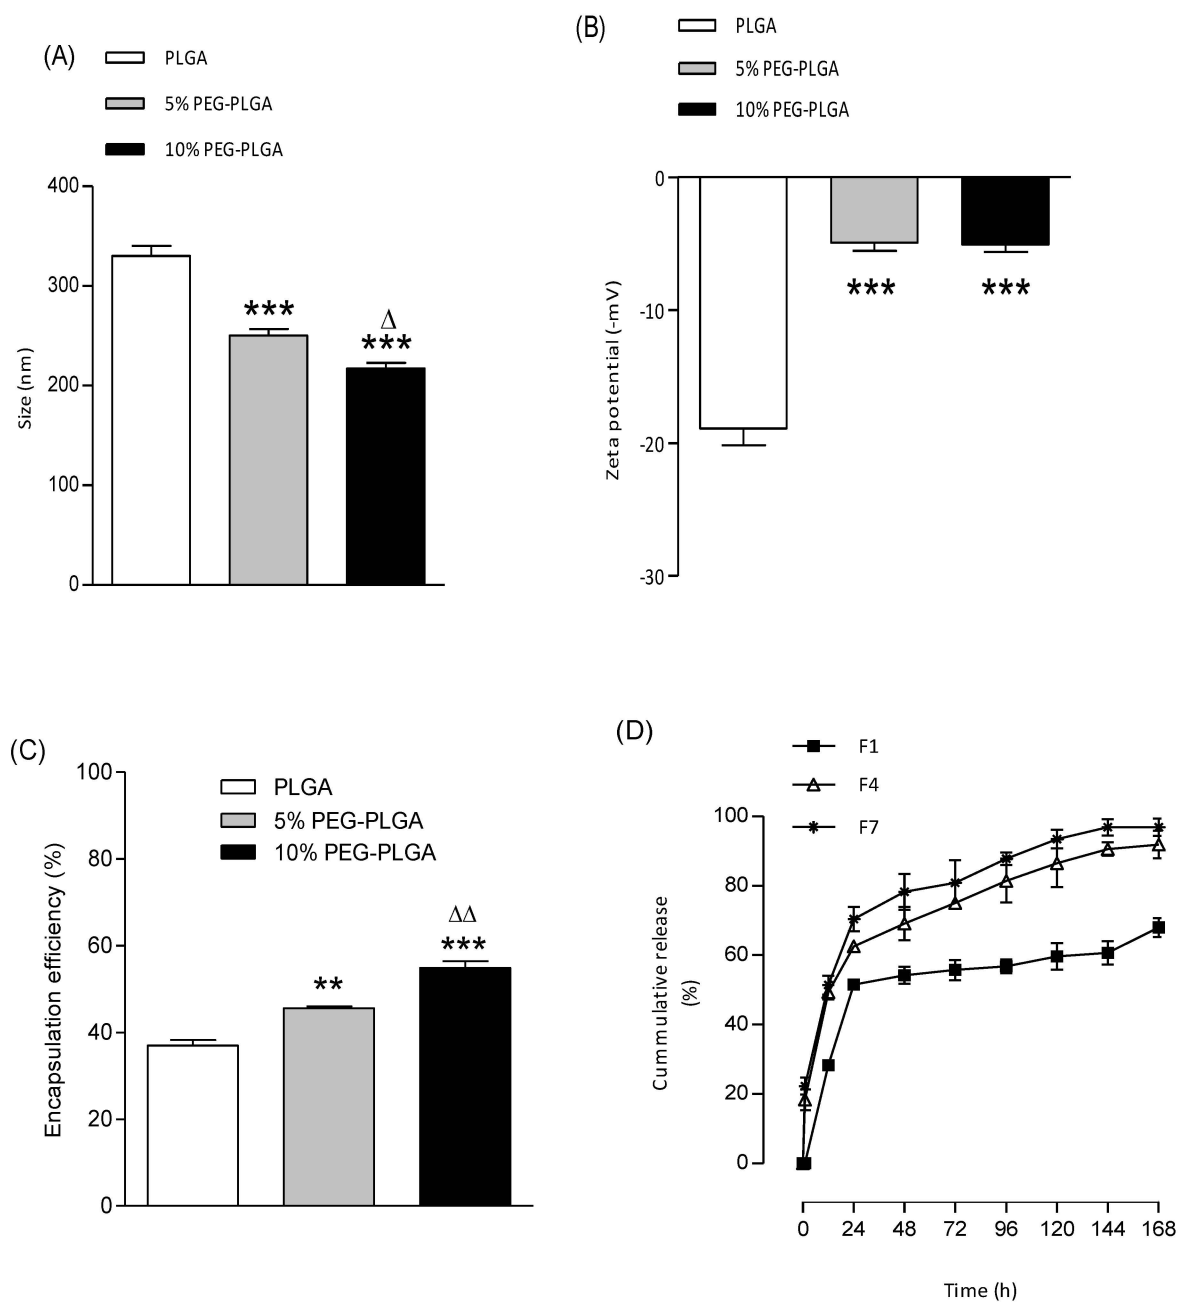 (A)
PLGA
5% PEG-PLGA
10% PEG-PLGA
400
300
200
100
0
Size (nm)
***
Δ
***
(B)
PLGA
5% PEG-PLGA
10% PEG-PLGA
0
-10
-20
-30
Zeta potential (-mV)
***
***
(C)
PLGA
5% PEG-PLGA
10% PEG-PLGA
100
80
60
40
20
0
Encapsulation efficiency (%)
**
ΔΔ
***
(D)
F1
F4
F7
100
80
60
40
20
0
Cummulative release
(%)
0 24 48 72 96 120 144 168
Time (h)